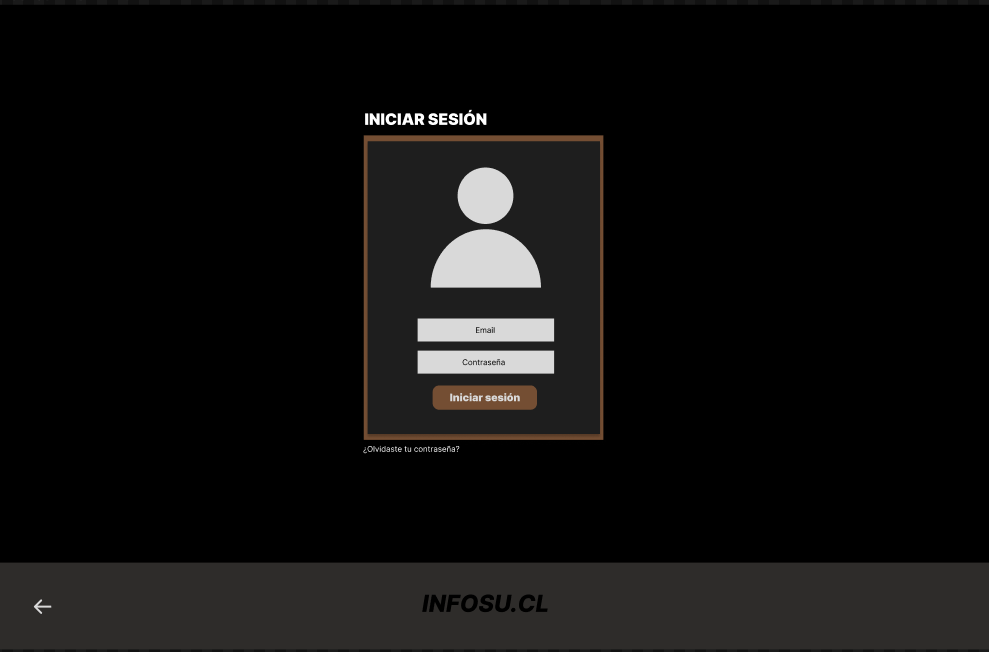 INICIAR SESIÓN
Email
Contraseña
Iniciar sesión
¿Olvidaste tu contraseña?
INFOSU.CL